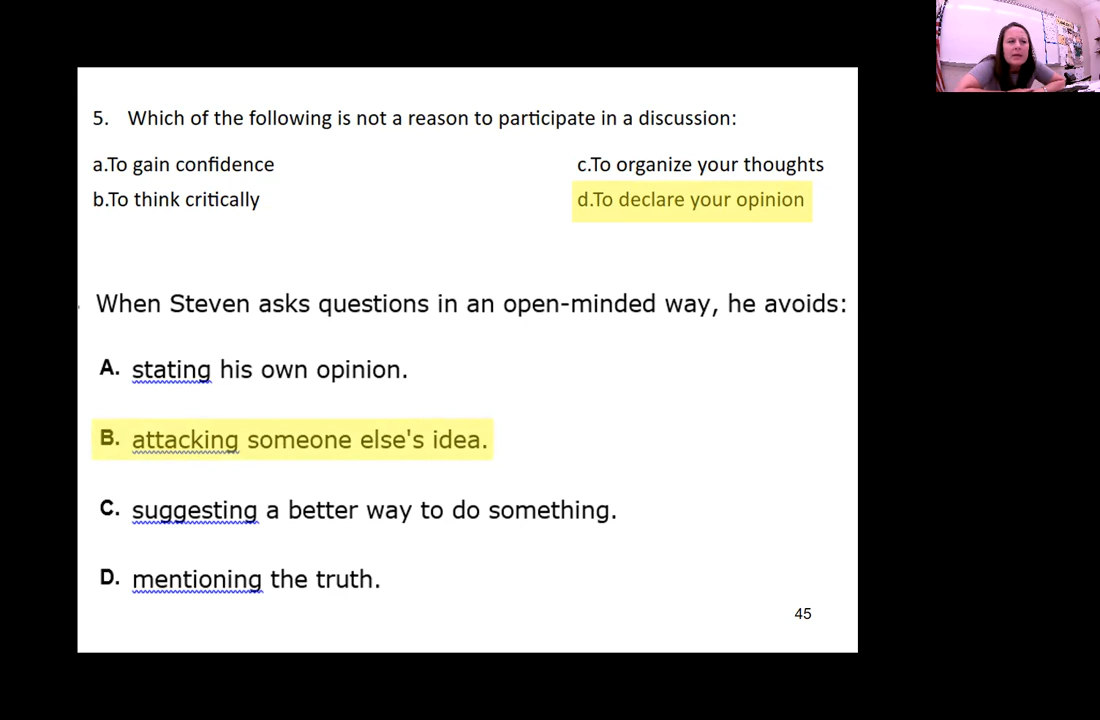 5. Which of the following is not a reason to participate in a discussion:
a.To gain confidence
c.To organize your thoughts
b.To think critically
d.To declare your opinion
When Steven asks questions in an open-minded way, he avoids:
A. stating his own opinion.
B. attacking someone else's idea.
C. suggesting a better way to do something.
D. mentioning the truth.
45